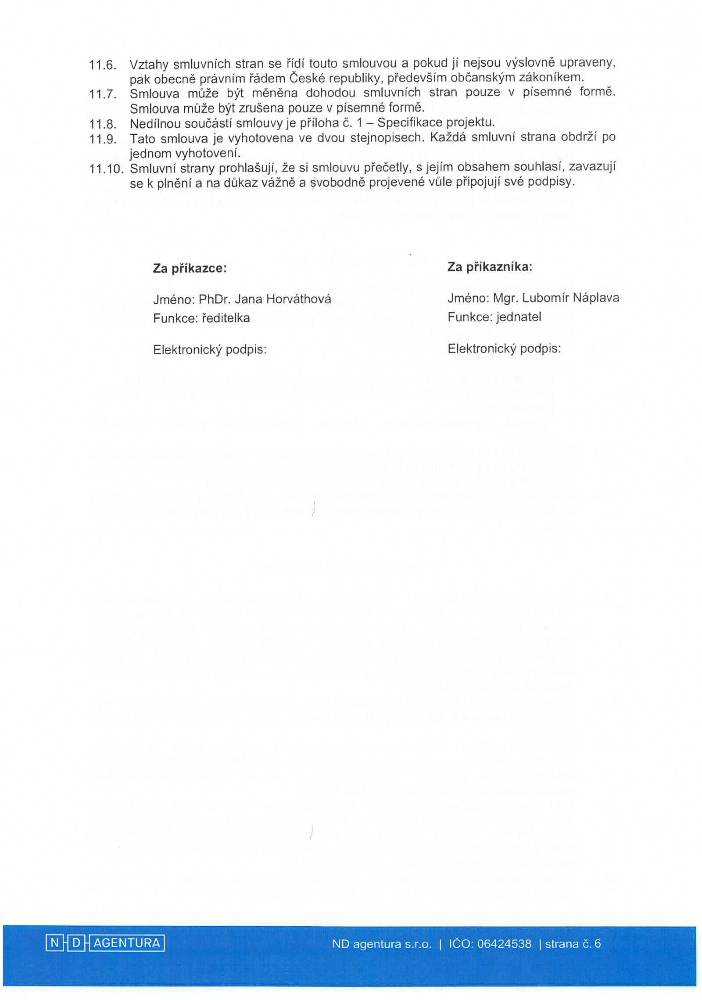 11.6. Vztahy smluvních stran se řídí touto smlouvou a pokud jí nejsou výslovně upraveny,
pak obecně právním řádem České republiky, především občanským zákoníkem.
11.7. Smlouva může být měněna dohodou smluvních stran pouze v písemné formě.
Smlouva může být zrušena pouze v písemné formě.
11.8. Nedílnou součástí smlouvy je příloha č. 1 – Specifikace projektu.
11.9. Tato smlouva je vyhotovena ve dvou stejnopisech. Každá smluvní strana obdrží po
jednom vyhotovení.
11.10. Smluvní strany prohlašují, že si smlouvu přečetly, s jejím obsahem souhlasí, zavazují
se k plnění a na důkaz vážně a svobodně projevené vůle připojují své podpisy.
Za příkazce:
Jméno: PhDr. Jana Horváthová
Funkce: ředitelka
Elektronický podpis:
Za příkazníka:
Jméno: Mgr. Lubomír Náplava
Funkce: jednatel
Elektronický podpis:
N D AGENTURA
ND agentura s.r.o. | IČO: 06424538 | strana č. 6